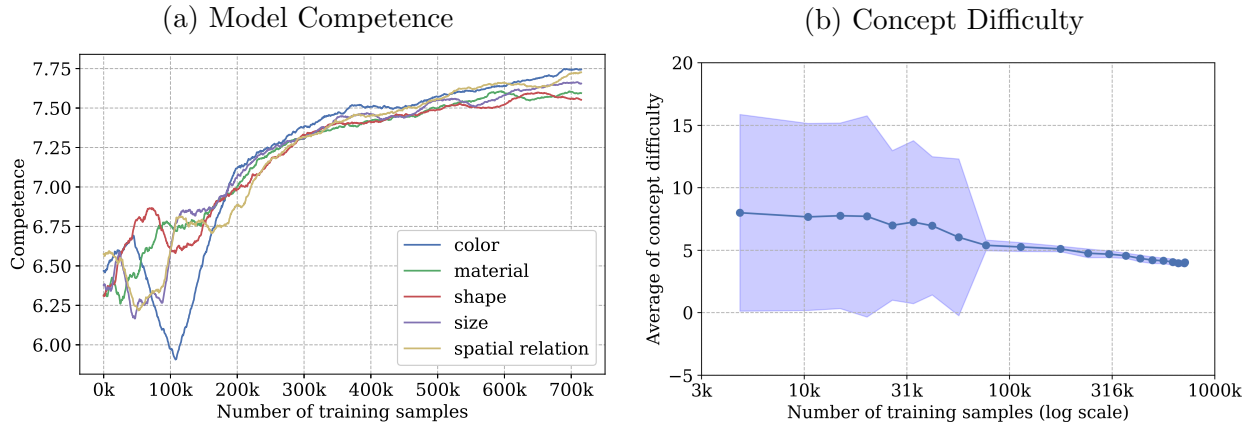 (a) Model Competence
7.75
7.50
7.25
7.00
6.75
6.50
6.25
6.00
Competence
color
material
shape
size
spatial relation
0k 100k 200k 300k 400k 500k 600k 700k
Number of training samples
(b) Concept Difficulty
20
15
10
5
0
−5
Average of concept difficulty
3k 10k 31k 100k 316k 1000k
Number of training samples (log scale)